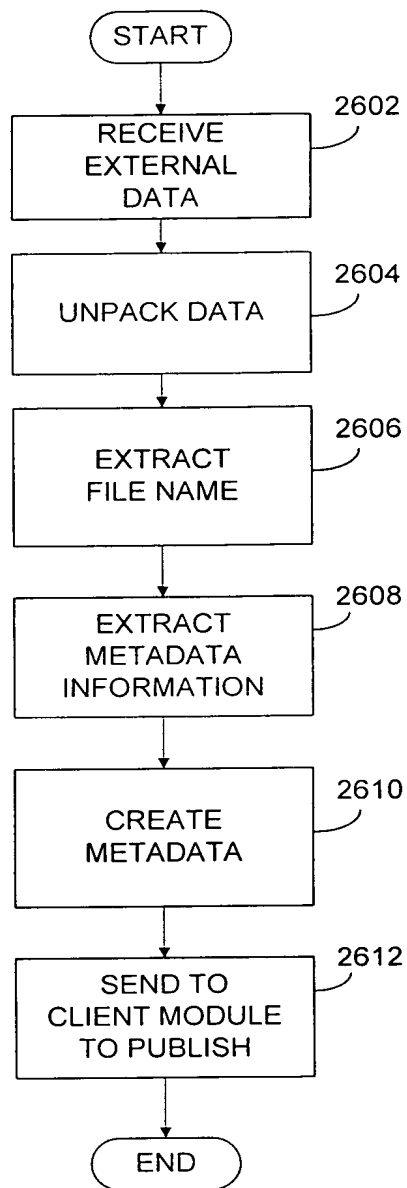 START
2602
RECEIVE
EXTERNAL
DATA
2604
UNPACK DATA
2606
EXTRACT
FILE NAME
2608
EXTRACT
METADATA
INFORMATION
2610
CREATE
METADATA
2612
SEND TO
CLIENT MODULE
TO PUBLISH
END